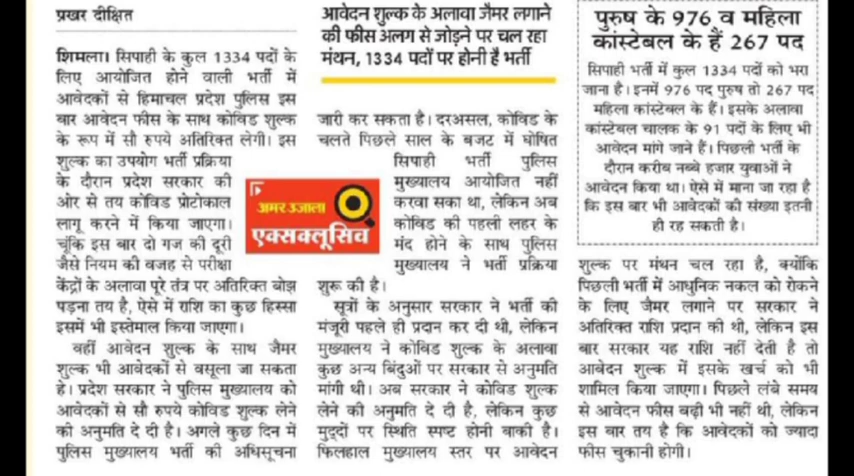 प्रखर दीक्षित
आवेदन शुल्क के अलावा जैमर लगाने
की फीस अलग से जोड़ने पर चल रहा
मंथन, 1334 पदों पर होनी है भर्ती
शिमला। सिपाही के कुल 1334 पदों के
लिए आयोजित होने वाली भर्ती में
आवेदकों से हिमाचल प्रदेश पुलिस इस
बार आवेदन फीस के साथ कोविड शुल्क
के रूप में सौ रुपये अतिरिक्त लेगी। इस
शुल्क का उपयोग भर्ती प्रक्रिया
के दौरान प्रदेश सरकार की
ओर से तय कोविड प्रोटोकाल
लागू करने में किया जाएगा।
चूंकि इस बार दो गज की दूरी
जैसे नियम की वजह से परीक्षा
केंद्रों के अलावा पूरे तंत्र पर अतिरिक्त बोझ
पड़ना तय है, ऐसे में राशि का कुछ हिस्सा
इसमें भी इस्तेमाल किया जाएगा।
वहीं आवेदन शुल्क के साथ जैमर
शुल्क भी आवेदकों से वसूला जा सकता
है। प्रदेश सरकार ने पुलिस मुख्यालय को
आवेदकों से सौ रुपये कोविड शुल्क लेने
की अनुमति दे दी है। अगले कुछ दिन में
पुलिस मुख्यालय भर्ती की अधिसूचना
जारी कर सकता है। दरअसल, कोविड के
चलते पिछले साल के बजट में घोषित
सिपाही भर्ती पुलिस
मुख्यालय आयोजित नहीं
करवा सका था, लेकिन अब
कोविड की पहली लहर के
मंद होने के साथ पुलिस
मुख्यालय ने भर्ती प्रक्रिया
शुरू की है।
अमर उजाला
एक्सक्लूसिव
सूत्रों के अनुसार सरकार ने भर्ती की
मंजूरी पहले ही प्रदान कर दी थी, लेकिन
मुख्यालय ने कोविड शुल्क के अलावा
कुछ अन्य बिंदुओं पर सरकार से अनुमति
मांगी थी। अब सरकार ने कोविड शुल्क
लेने की अनुमति दे दी है, लेकिन कुछ
मुद्दों पर स्थिति स्पष्ट होनी बाकी है।
फिलहाल मुख्यालय स्तर पर आवेदन
पुरुष के 976 व महिला
कांस्टेबल के हैं 267 पद
सिपाही भर्ती में कुल 1334 पदों को भरा
जाना है। इनमें 976 पद पुरुष तो 267 पद
महिला कांस्टेबल के हैं। इसके अलावा
कांस्टेबल चालक के 91 पदों के लिए भी
आवेदन मांगे जाने हैं। पिछली भर्ती के
दौरान करीब नब्बे हजार युवाओं ने
आवेदन किया था। ऐसे में माना जा रहा है
कि इस बार भी आवेदकों की संख्या इतनी
ही रह सकती है।
शुल्क पर मंथन चल रहा है, क्योंकि
पिछली भर्ती में आधुनिक नकल को रोकने
के लिए जैमर लगाने पर सरकार ने
अतिरिक्त राशि प्रदान की थी, लेकिन इस
बार सरकार यह राशि नहीं देती है तो
आवेदन शुल्क में इसके खर्च को भी
शामिल किया जाएगा। पिछले लंबे समय
से आवेदन फीस बढ़ी भी नहीं थी, लेकिन
इस बार तय है कि आवेदकों को ज्यादा
फीस चुकानी होगी।